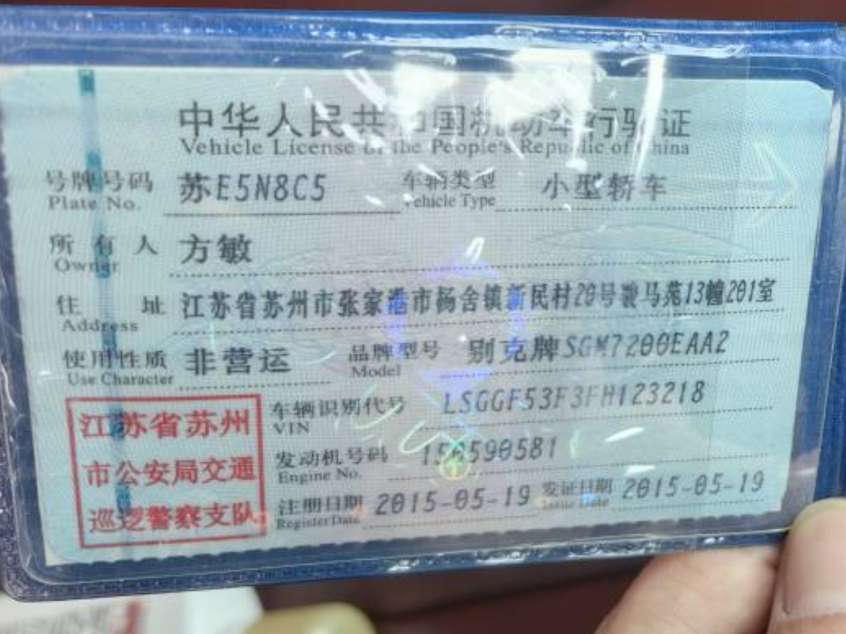 中华人民共和国机动车行驶证
Vehicle License of the People's Republic of China
号牌号码 苏E5N8C5 车辆类型 小型轿车
Plate No. Vehicle Type
所有人 方敏
Owner
住址 江苏省苏州市张家港市杨舍镇新民村20号骏马苑13幢201室
Address
使用性质 非营运 品牌型号 别克牌SGM7200EAA2
Use Character Model
江苏省苏州 车辆识别代号 LSGGF53F3FH123218
VIN
市公安局交通 发动机号码 150590581
Engine No.
巡逻警察支队 注册日期 2015-05-19 发证日期 2015-05-19
Register Date Issue Date